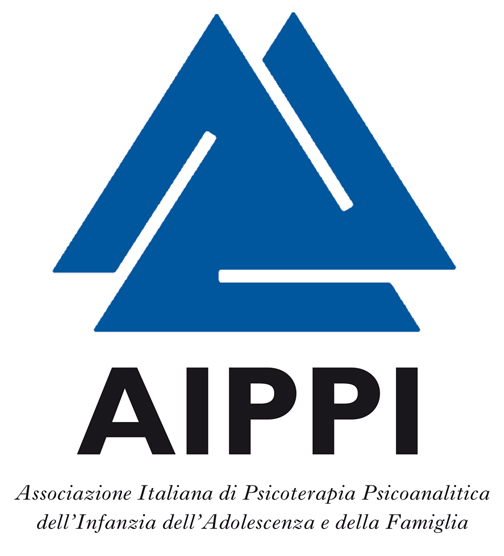 AIPPI
Associazione Italiana di Psicoterapia Psicoanalitica
dell’Infanzia dell’Adolescenza e della Famiglia